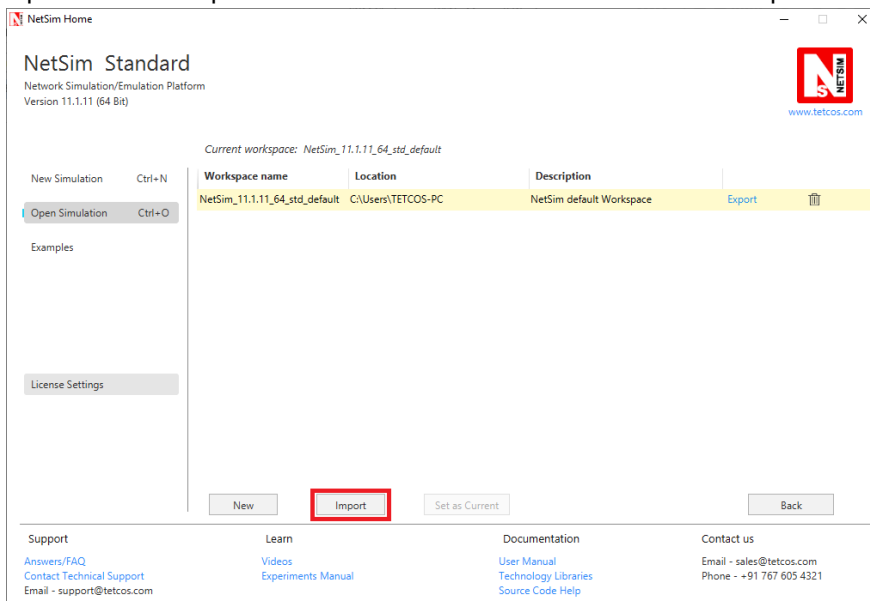 NetSim Home
NetSim Standard
Network Simulation/Emulation Platform
Version 11.1.11 (64 Bit)
NETSIM
www.tetcos.com
Current workspace: NetSim_11.1.11_64_std_default
New Simulation Ctrl+N
Open Simulation Ctrl+O
Examples
License Settings
Workspace name Location Description
NetSim_11.1.11_64_std_default C:\Users\TETCOS-PC NetSim default Workspace Export
New Import Set as Current Back
Support Learn Documentation Contact us
Answers/FAQ Videos User Manual Email - sales@tetcos.com
Contact Technical Support Experiments Manual Technology Libraries Phone - +91 767 605 4321
Email - support@tetcos.com Source Code Help